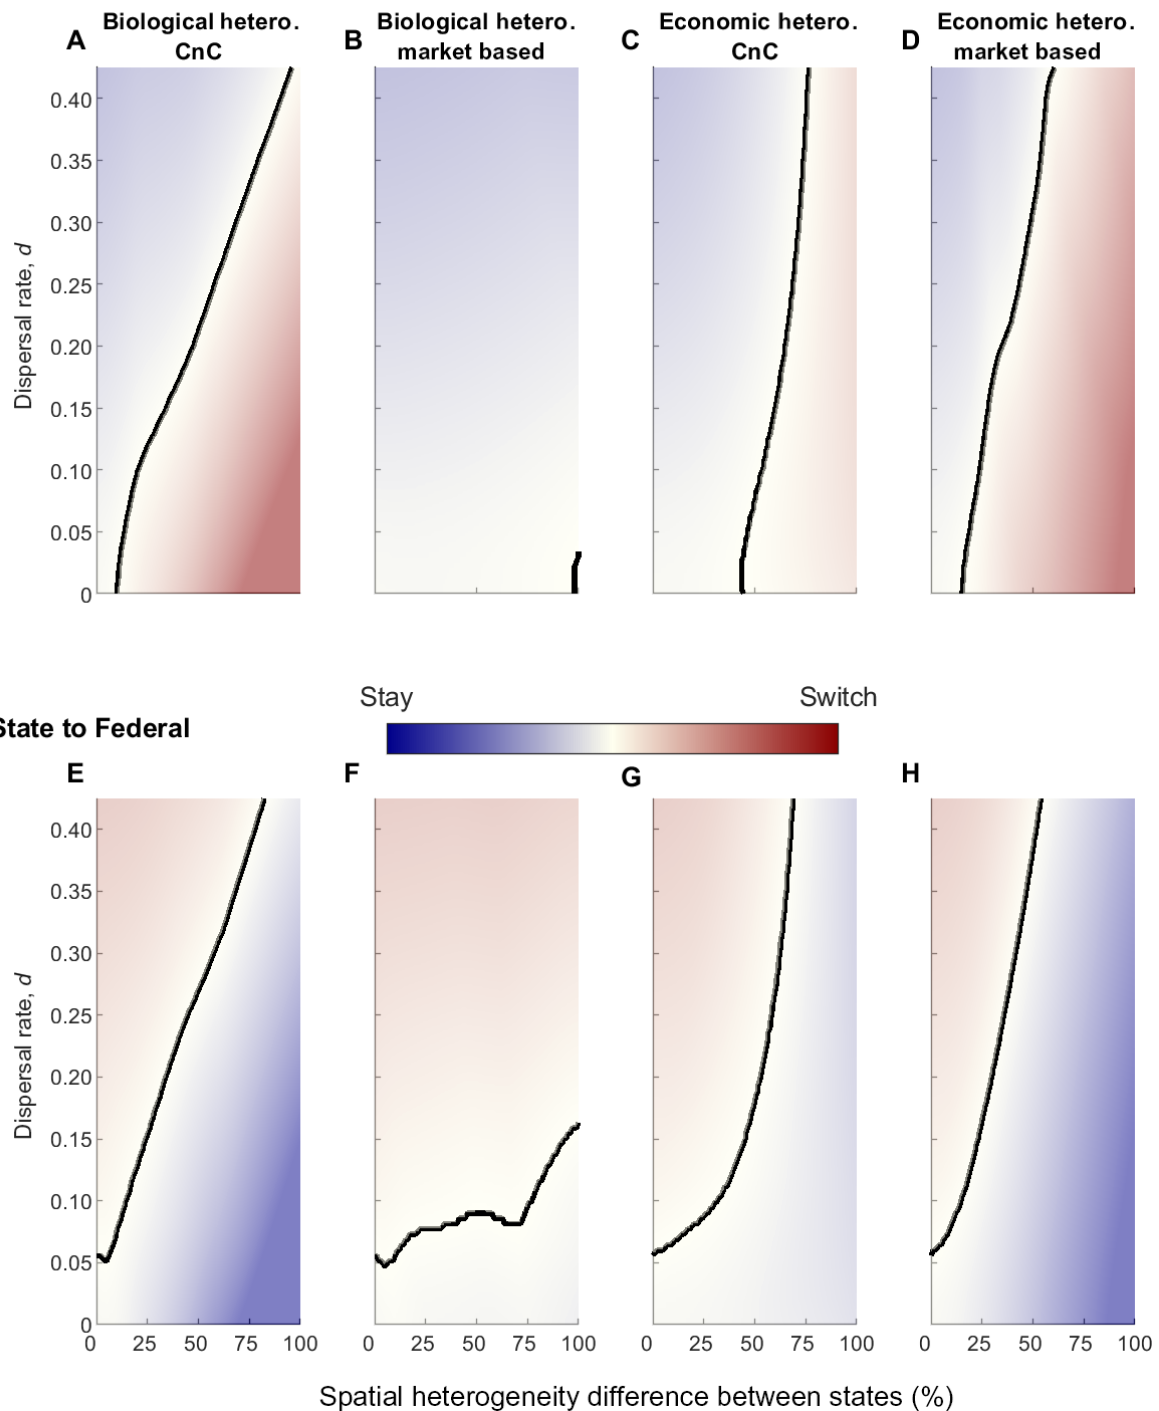 A
Biological hetero.
CnC
B
Biological hetero.
market based
C
Economic hetero.
CnC
D
Economic hetero.
market based
Dispersal rate, d
0.40
0.35
0.30
0.25
0.20
0.15
0.10
0.05
0
Stay
Switch
State to Federal
E
F
G
H
Dispersal rate, d
0.40
0.35
0.30
0.25
0.20
0.15
0.10
0.05
0
0 25 50 75 100
0 25 50 75 100
0 25 50 75 100
0 25 50 75 100
Spatial heterogeneity difference between states (%)